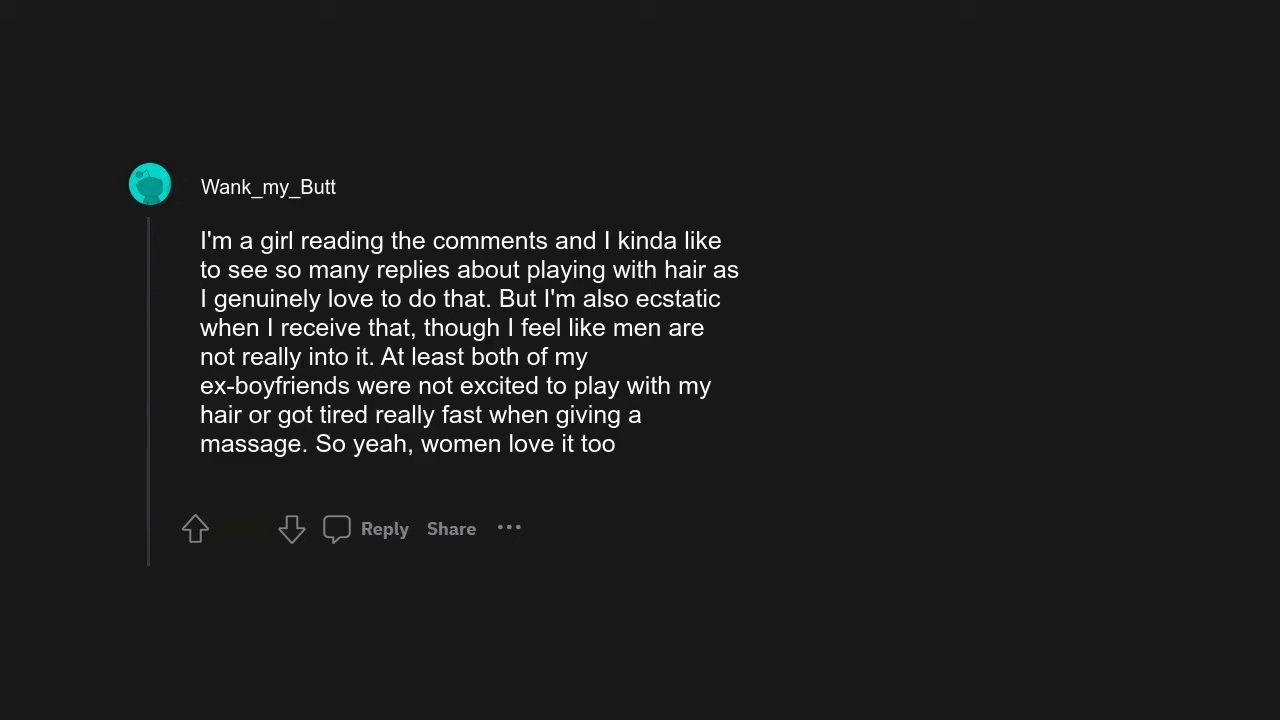 Wank_my_Butt
I'm a girl reading the comments and I kinda like
to see so many replies about playing with hair as
I genuinely love to do that. But I'm also ecstatic
when I receive that, though I feel like men are
not really into it. At least both of my
ex-boyfriends were not excited to play with my
hair or got tired really fast when giving a
massage. So yeah, women love it too
Reply Share